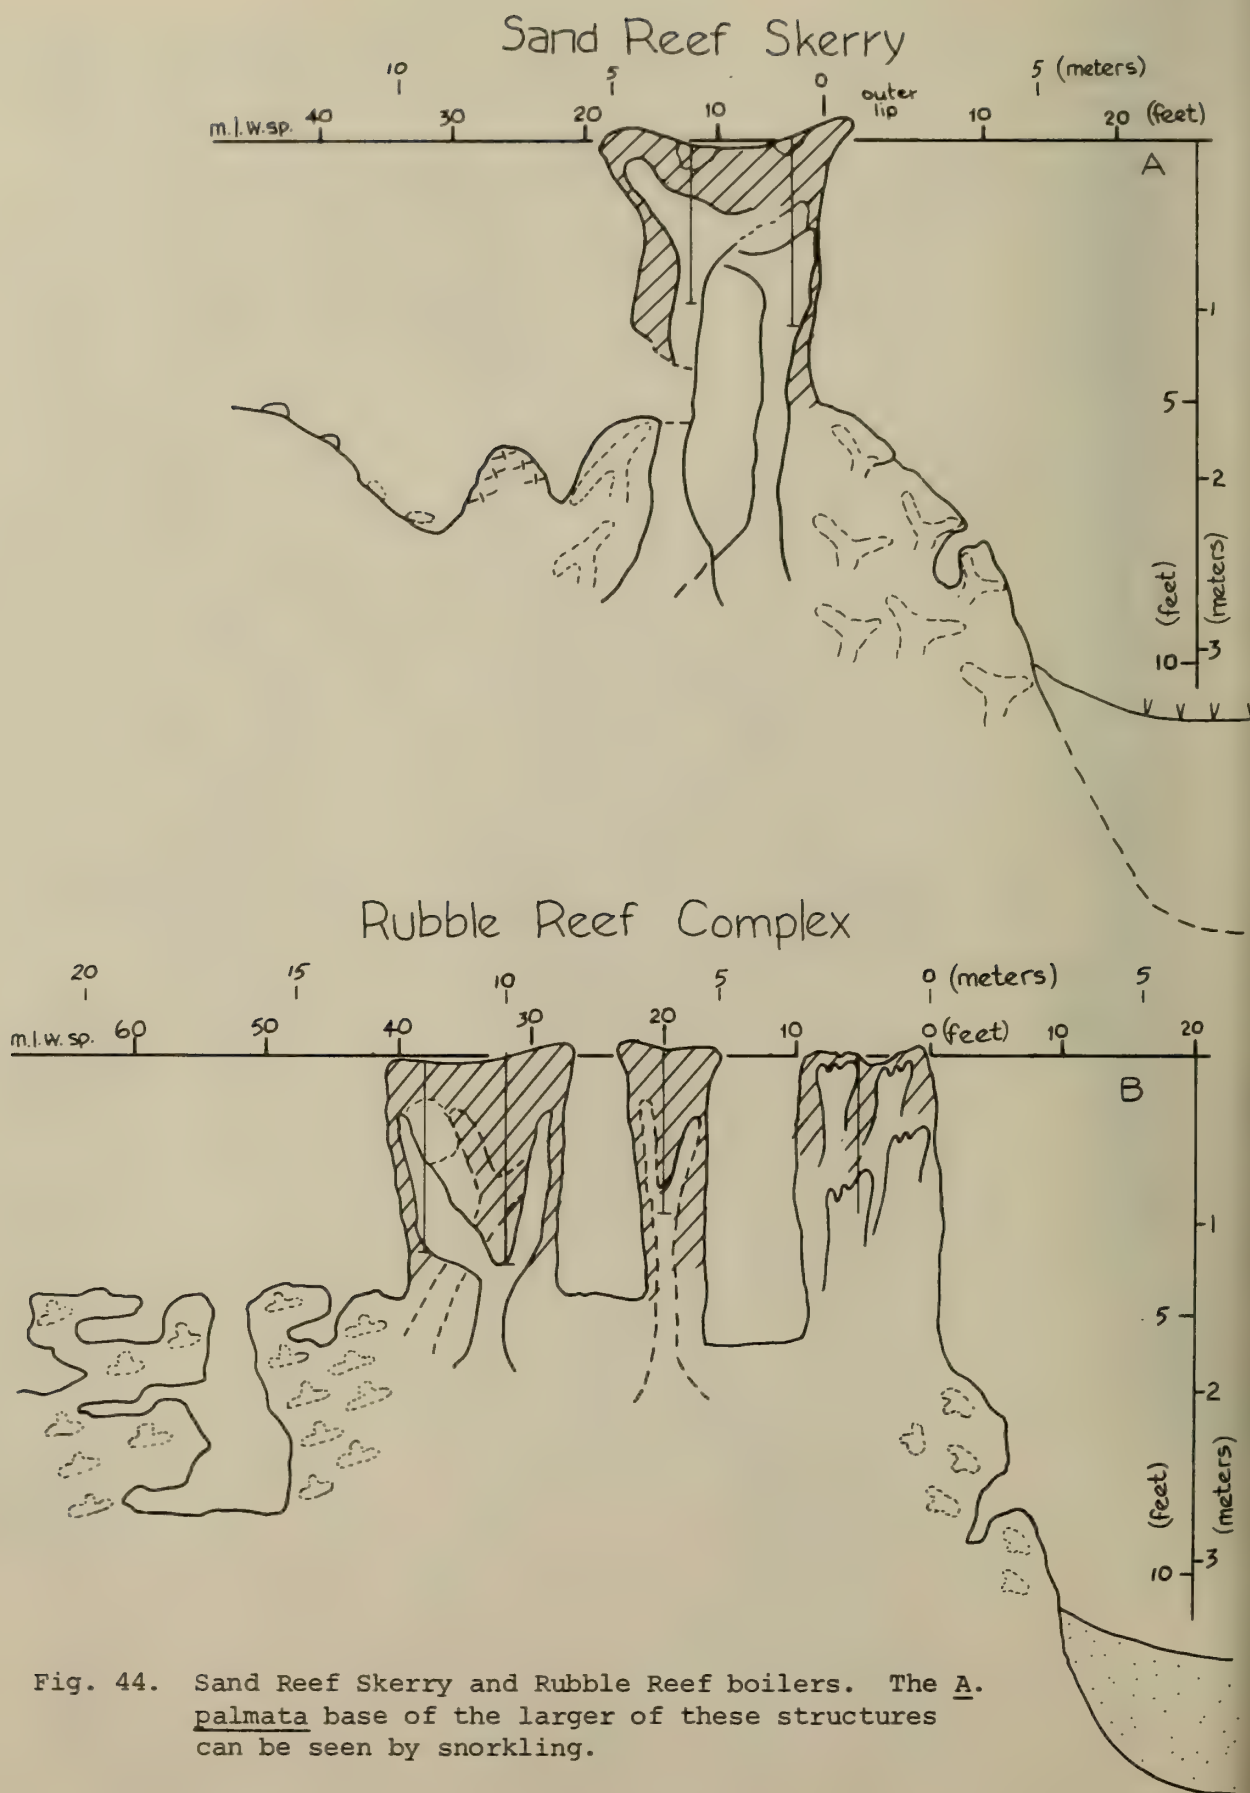 Sand Reef Skerry
10 5 0 5 (meters)
outer
lip
m.l.w.sp. 40 30 20 10 10 20 (feet)
A
1
5
2
(feet)
(meters)
10 3
Rubble Reef Complex
20 15 10 5 0 (meters) 5
m.l.w.sp. 60 50 40 30 20 10 0 (feet) 10 20
B
1
5
2
(feet)
(meters)
10 3
Fig. 44. Sand Reef Skerry and Rubble Reef boilers. The A.
palmata base of the larger of these structures
can be seen by snorkling.